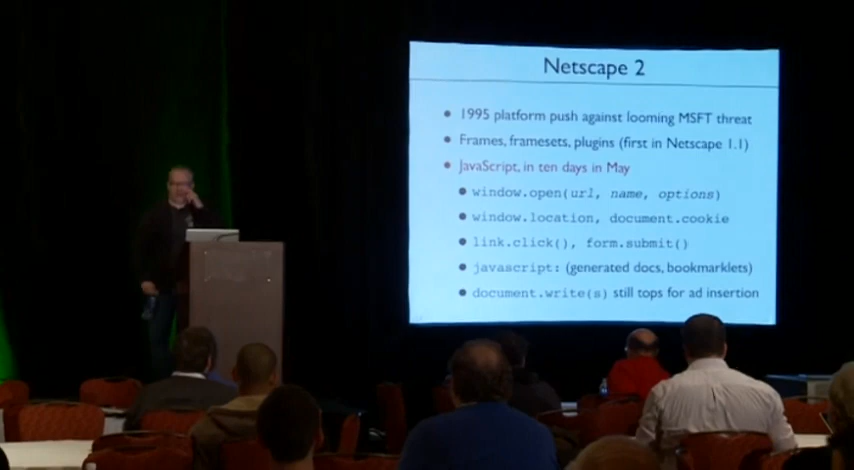 Netscape 2
• 1995 platform push against looming MSFT threat
• Frames, framesets, plugins (first in Netscape 1.1)
• JavaScript, in ten days in May
• window.open(url, name, options)
• window.location, document.cookie
• link.click(), form.submit()
• javascript: (generated docs, bookmarklets)
• document.write(s) still tops for ad insertion